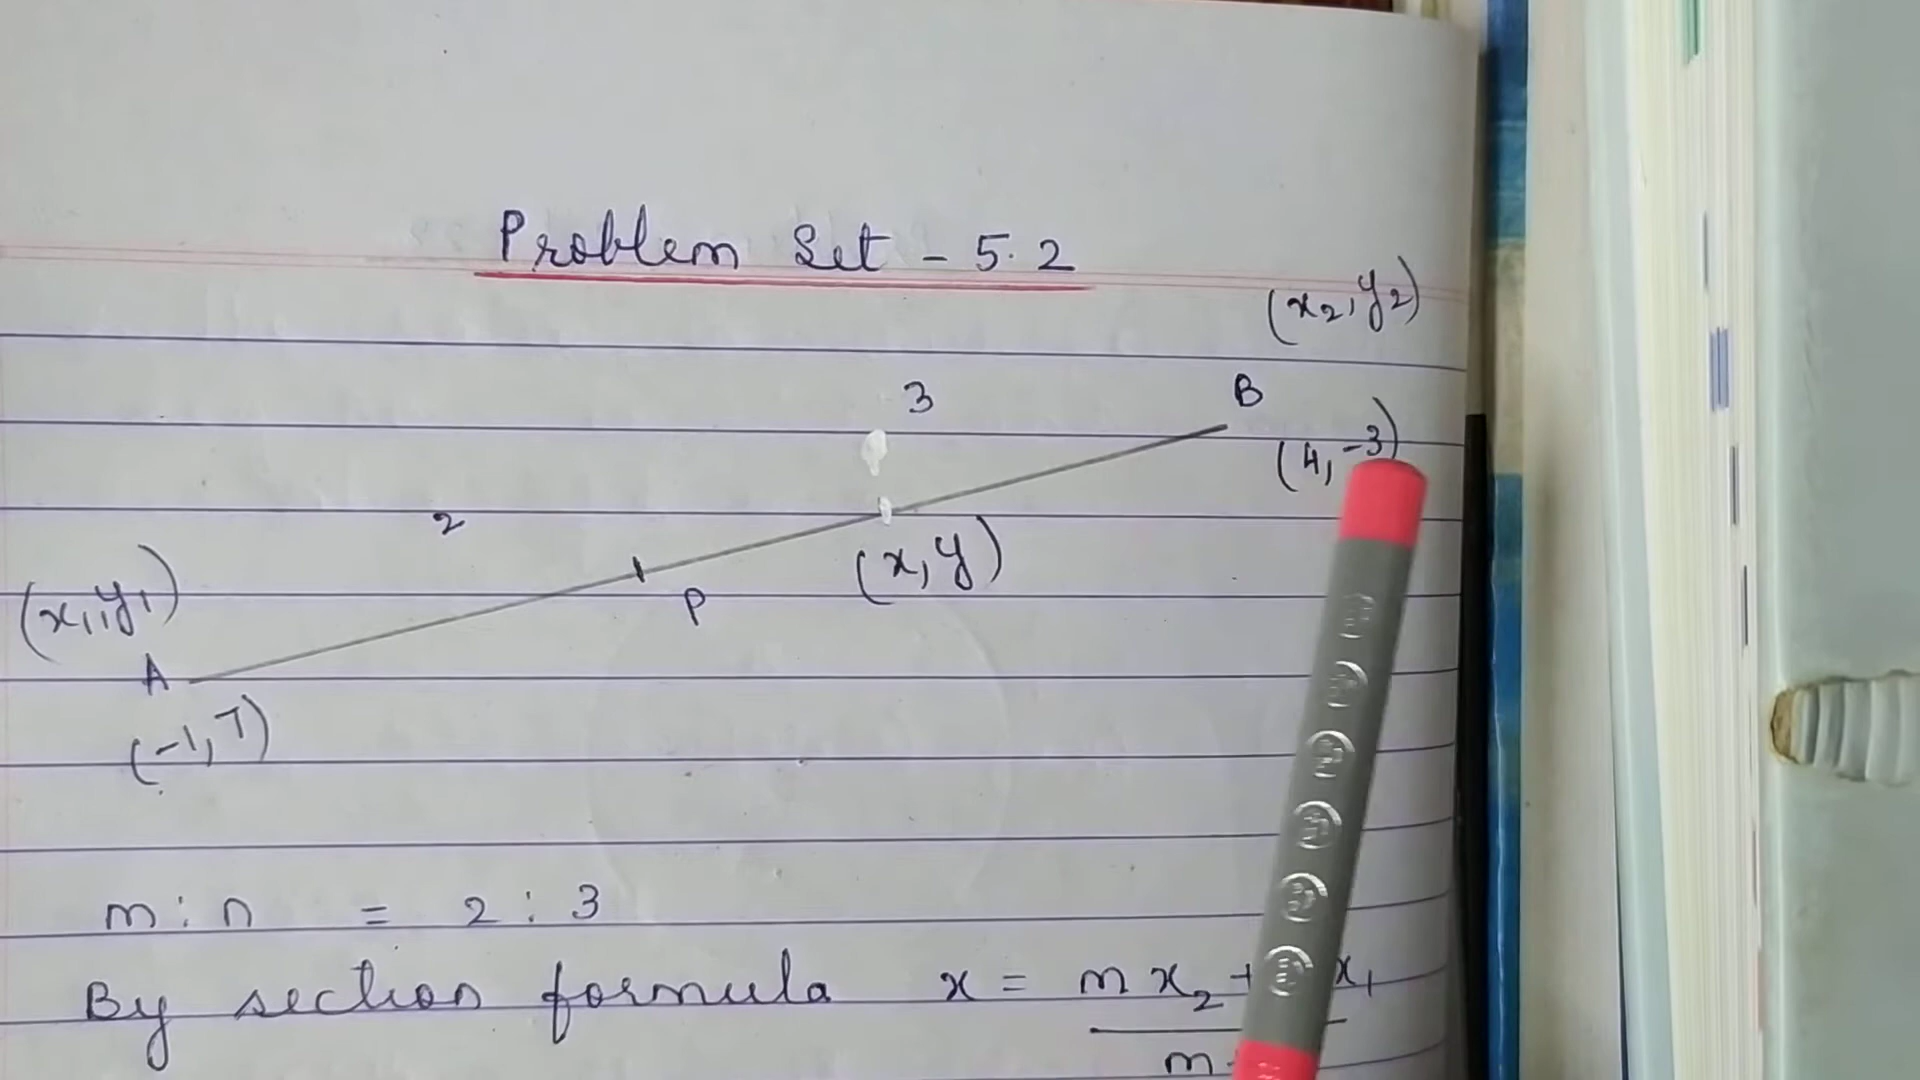 Problem Set - 5.2
(x2, y2)
3
B
(4, -3)
2
(x, y)
(x1, y1)
P
A
(-1, 7)
m : n = 2 : 3
By section formula x = m x2 + x1
m